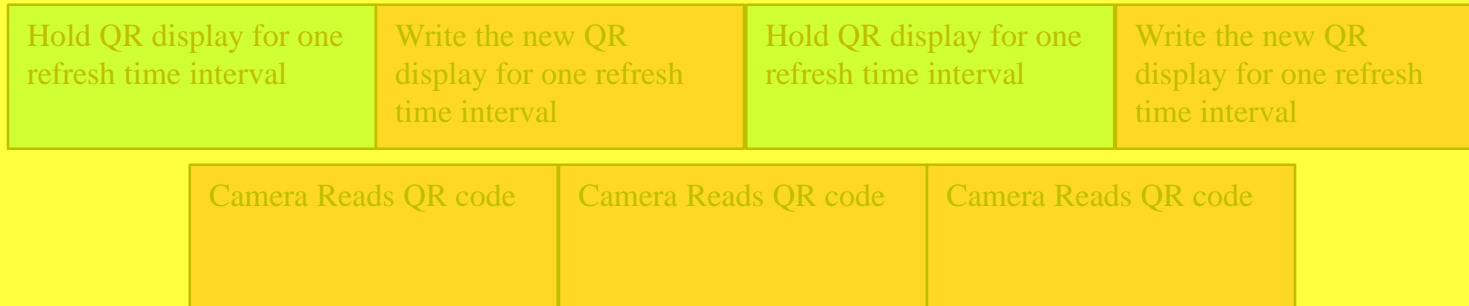 Hold QR display for one
refresh time interval
Write the new QR
display for one refresh
time interval
Hold QR display for one
refresh time interval
Write the new QR
display for one refresh
time interval
Camera Reads QR code
Camera Reads QR code
Camera Reads QR code